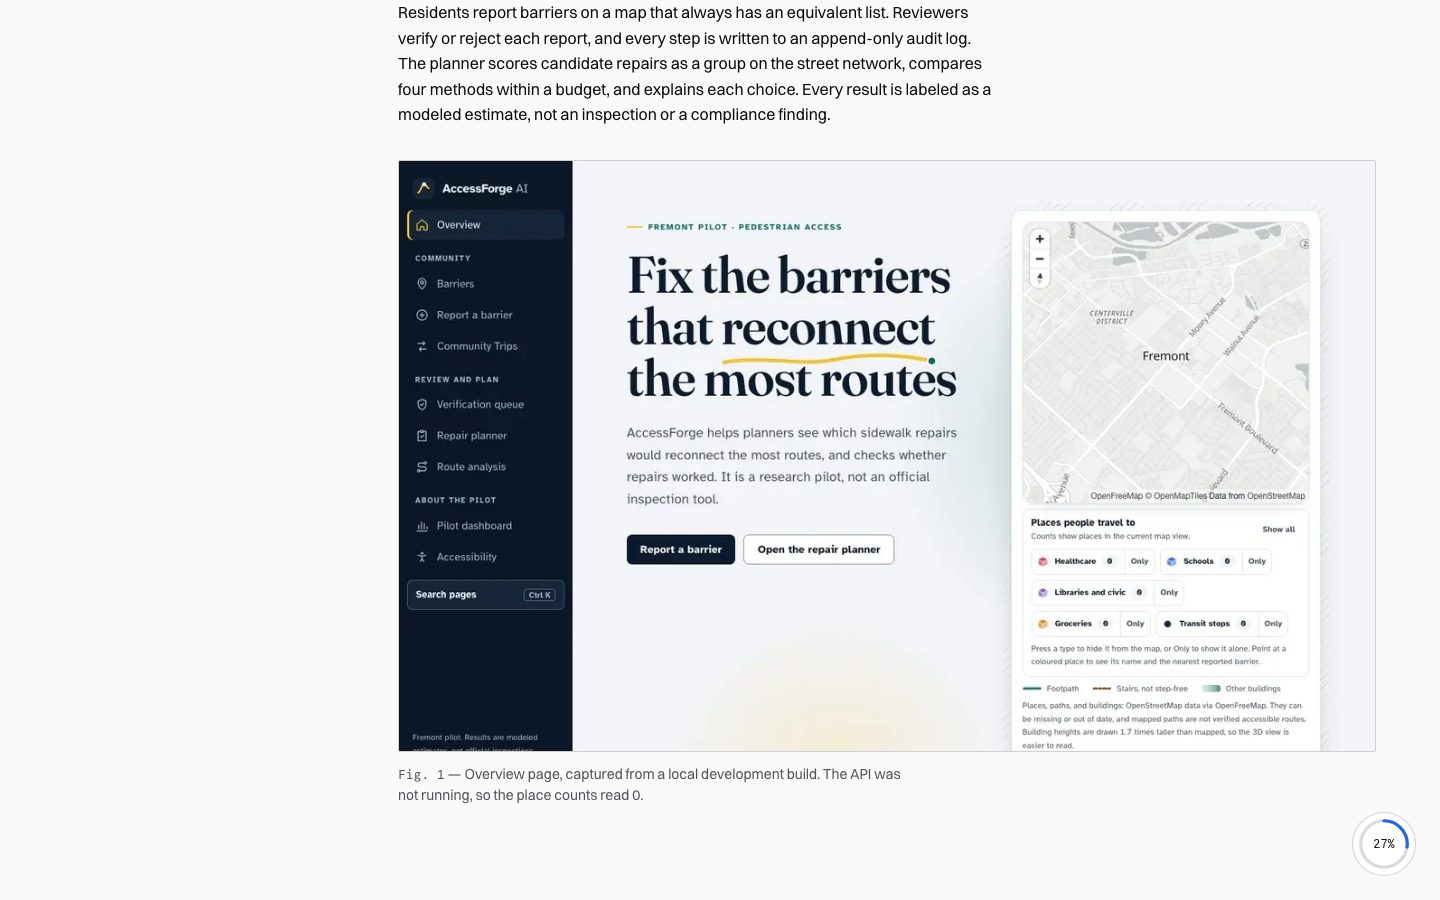 Residents report barriers on a map that always has an equivalent list. Reviewers
verify or reject each report, and every step is written to an append-only audit log.
The planner scores candidate repairs as a group on the street network, compares
four methods within a budget, and explains each choice. Every result is labeled as a
modeled estimate, not an inspection or a compliance finding.
AccessForge AI
Overview
COMMUNITY
Barriers
Report a barrier
Community Trips
REVIEW AND PLAN
Verification queue
Repair planner
Route analysis
ABOUT THE PILOT
Pilot dashboard
Accessibility
Search pages
Ctrl K
Fremont pilot. Results are modeled
FREMONT PILOT - PEDESTRIAN ACCESS
Fix the barriers
that reconnect
the most routes
AccessForge helps planners see which sidewalk repairs
would reconnect the most routes, and checks whether
repairs worked. It is a research pilot, not an official
inspection tool.
Report a barrier
Open the repair planner
CENTERVILLE
DISTRICT
Mowry Avenue
Walnut Avenue
Fremont
Fremont Boulevard
Avenue
OpenFreeMap © OpenMapTiles Data from OpenStreetMap
Places people travel to
Show all
Counts show places in the current map view.
Healthcare 0 Only
Schools 0 Only
Libraries and civic 0 Only
Groceries 0 Only
Transit stops 0 Only
Press a type to hide it from the map, or Only to show it alone. Point at a
coloured place to see its name and the nearest reported barrier.
Footpath
Stairs, not step-free
Other buildings
Places, paths, and buildings: OpenStreetMap data via OpenFreeMap. They can
be missing or out of date, and mapped paths are not verified accessible routes.
Building heights are drawn 1.7 times taller than mapped, so the 3D view is
easier to read.
Fig. 1 — Overview page, captured from a local development build. The API was
not running, so the place counts read 0.
27%